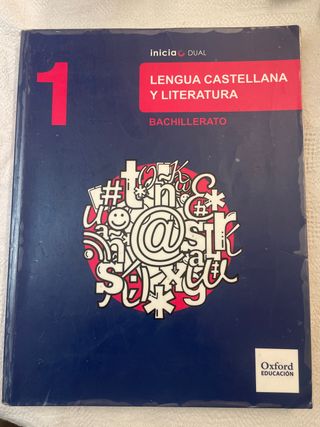 inicia DUAL
1
LENGUA CASTELLANA
Y LITERATURA
BACHILLERATO
@
Oxford
EDUCACIÓN